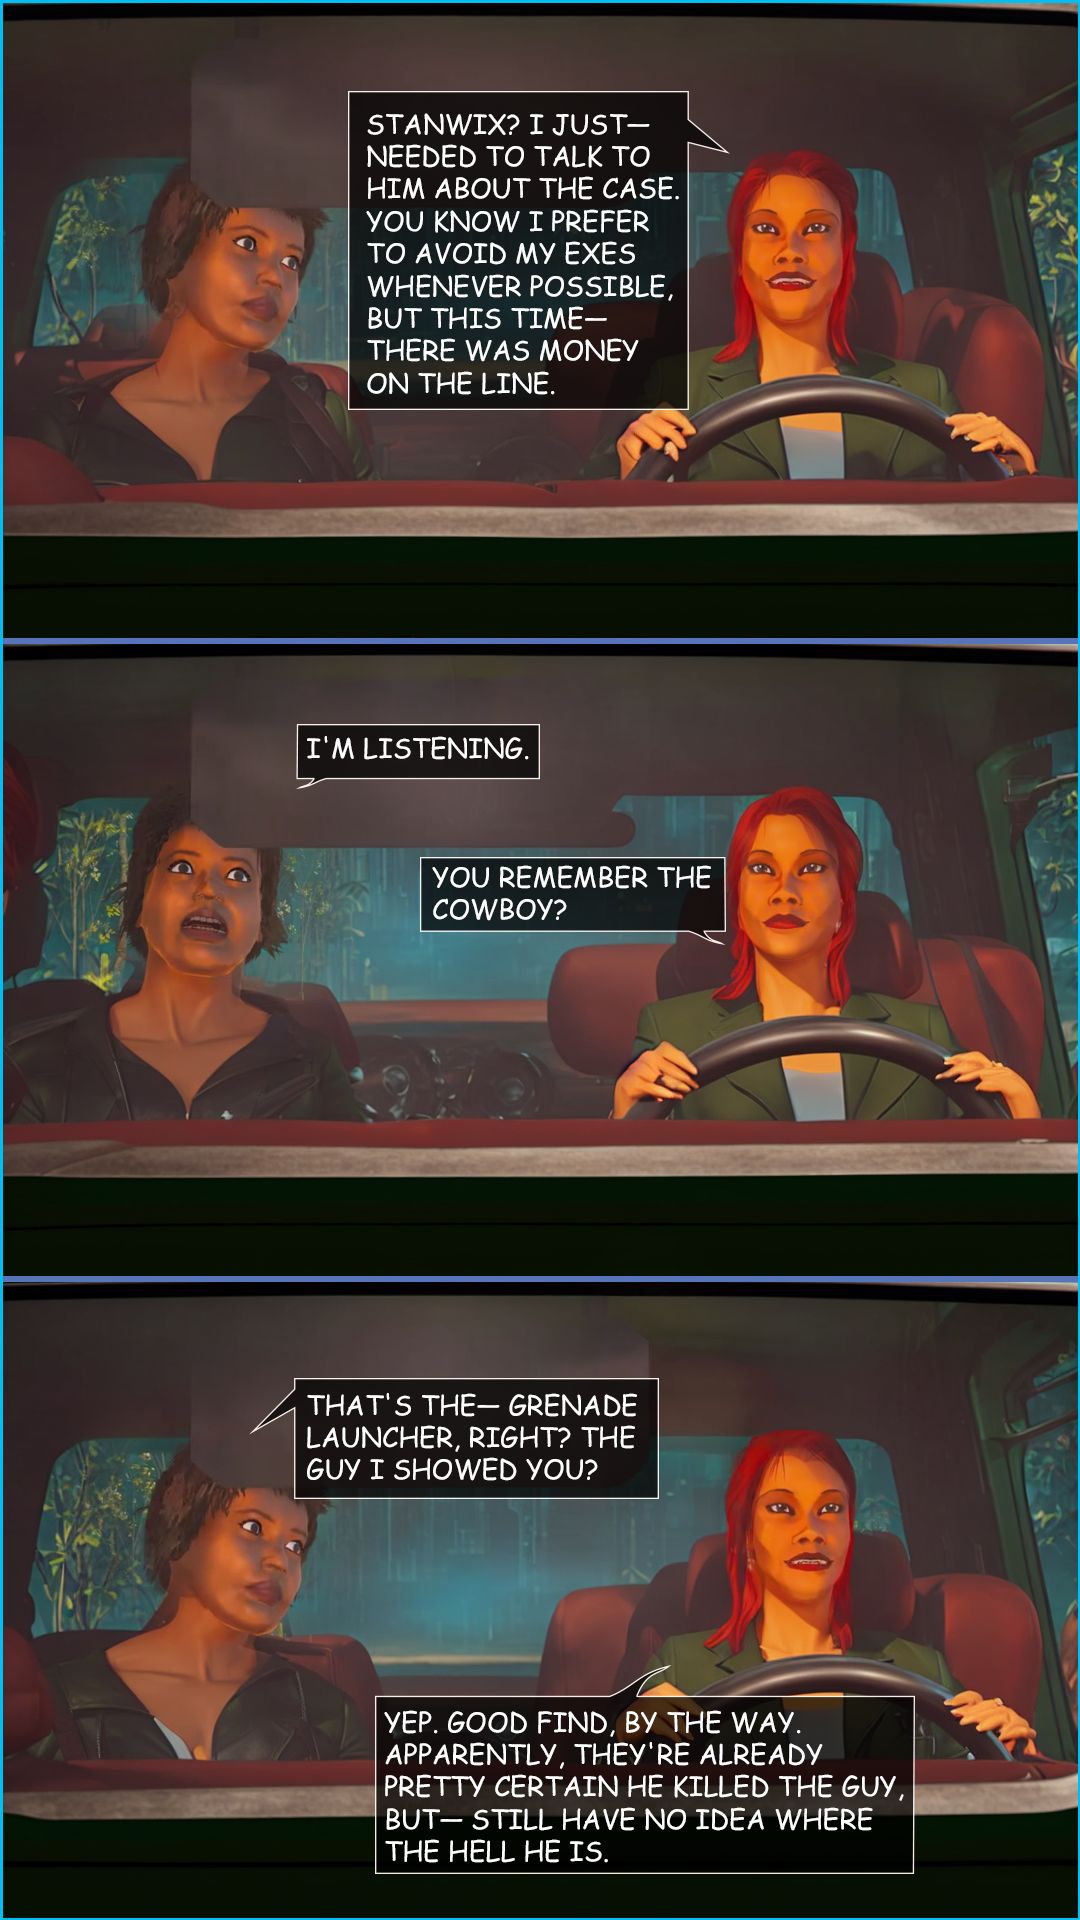 STANWIX? I JUST—
NEEDED TO TALK TO
HIM ABOUT THE CASE.
YOU KNOW I PREFER
TO AVOID MY EXES
WHENEVER POSSIBLE,
BUT THIS TIME—
THERE WAS MONEY
ON THE LINE.
I'M LISTENING.
YOU REMEMBER THE
COWBOY?
THAT'S THE— GRENADE
LAUNCHER, RIGHT? THE
GUY I SHOWED YOU?
YEP. GOOD FIND, BY THE WAY.
APPARENTLY, THEY'RE ALREADY
PRETTY CERTAIN HE KILLED THE GUY,
BUT— STILL HAVE NO IDEA WHERE
THE HELL HE IS.